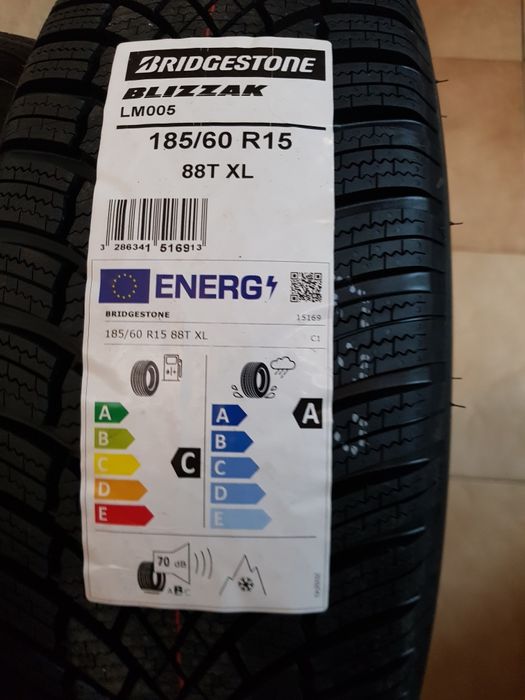 BRIDGESTONE
BLIZZAK
LM005
185/60 R15
88T XL
3 286341 516913
ENERG
BRIDGESTONE 15169
185/60 R15 88T XL C1
A A A
B B
C C C
D D
E E
70 dB
ABC